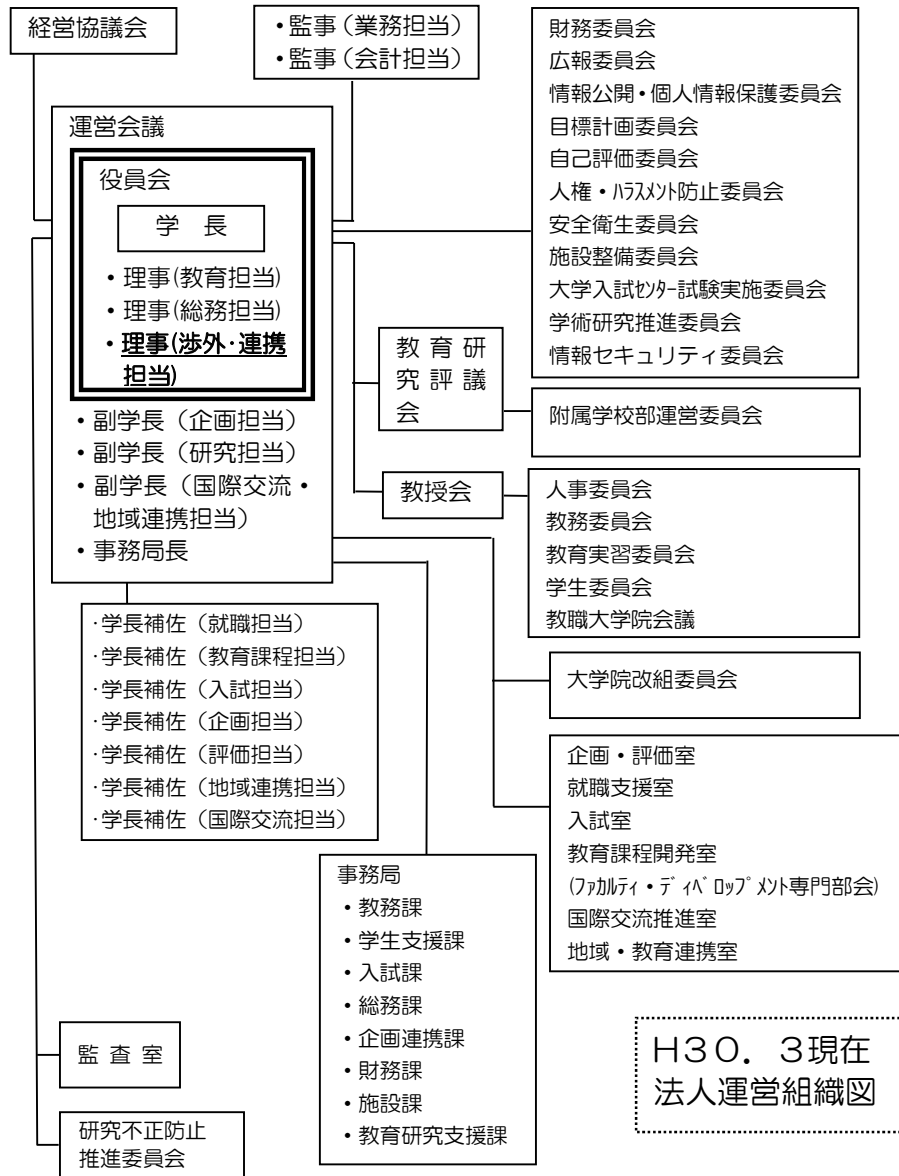 経営協議会
・監事(業務担当)
・監事(会計担当)
財務委員会
広報委員会
情報公開・個人情報保護委員会
目標計画委員会
自己評価委員会
人権・ハラスメント防止委員会
安全衛生委員会
施設整備委員会
大学入試センター試験実施委員会
学術研究推進委員会
情報セキュリティ委員会
運営会議
役員会
学 長
・理事(教育担当)
・理事(総務担当)
・理事(渉外・連携
担当)
・副学長(企画担当)
・副学長(研究担当)
・副学長(国際交流・
地域連携担当)
・事務局長
教育研
究評議
会
附属学校部運営委員会
教授会
人事委員会
教務委員会
教育実習委員会
学生委員会
教職大学院会議
・学長補佐(就職担当)
・学長補佐(教育課程担当)
・学長補佐(入試担当)
・学長補佐(企画担当)
・学長補佐(評価担当)
・学長補佐(地域連携担当)
・学長補佐(国際交流担当)
大学院改組委員会
企画・評価室
就職支援室
入試室
教育課程開発室
(ファカルティ・ディベロップメント専門部会)
国際交流推進室
地域・教育連携室
事務局
・教務課
・学生支援課
・入試課
・総務課
・企画連携課
・財務課
・施設課
・教育研究支援課
監 査 室
研究不正防止
推進委員会
H30.3現在
法人運営組織図